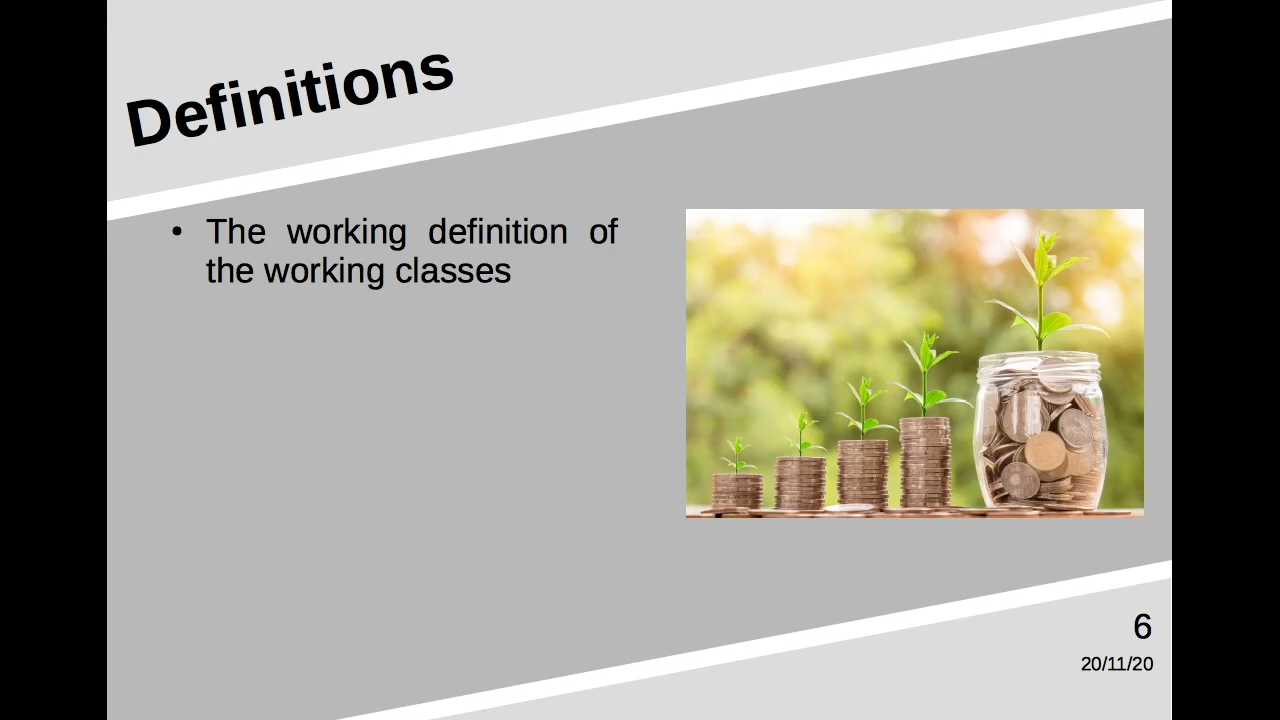 Definitions
• The working definition of
the working classes
6
20/11/20